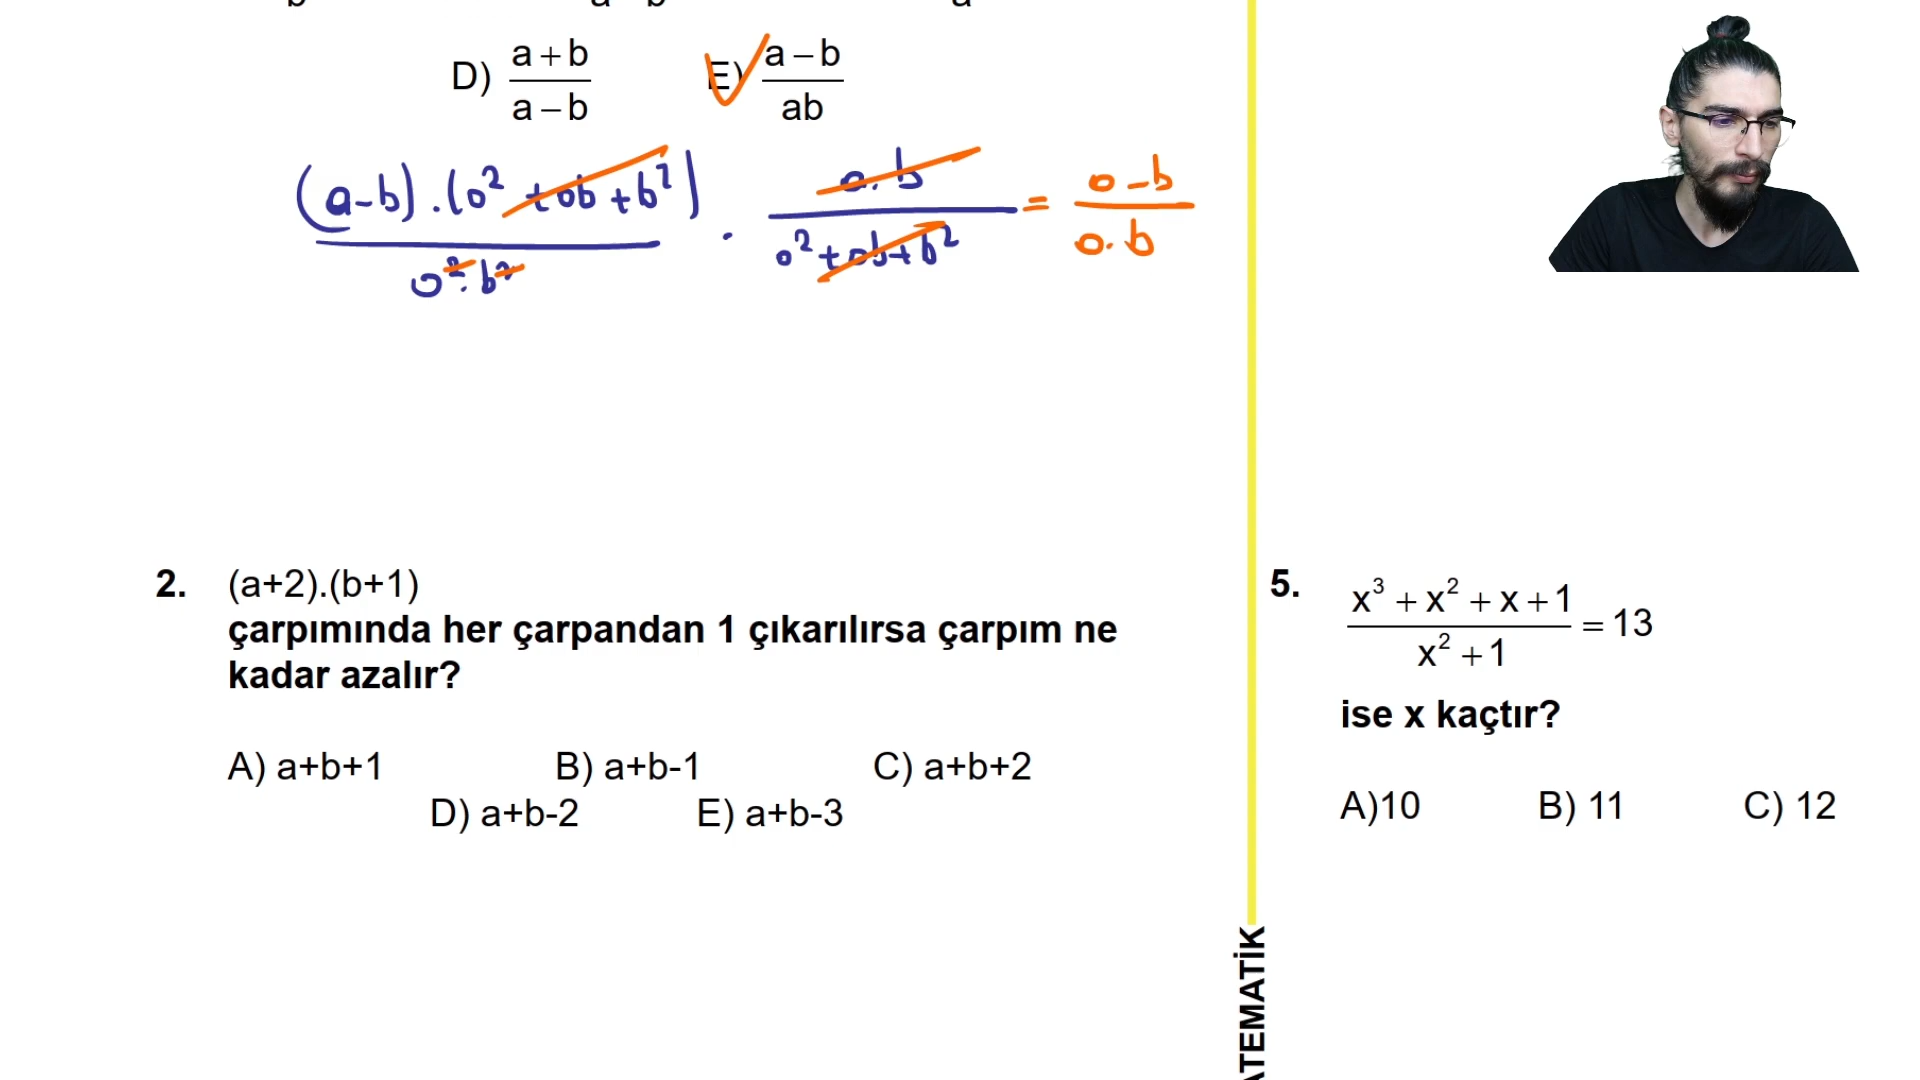 D) a+b / a-b E) a-b / ab
(a-b).(a² +ab+b²) / a².b² . a.b / a²+ab+b² = a-b / a.b
2. (a+2).(b+1)
çarpımında her çarpandan 1 çıkarılırsa çarpım ne
kadar azalır?
A) a+b+1 B) a+b-1 C) a+b+2
D) a+b-2 E) a+b-3
5. x³ + x² + x + 1 / x² + 1 = 13
ise x kaçtır?
A)10 B) 11 C) 12